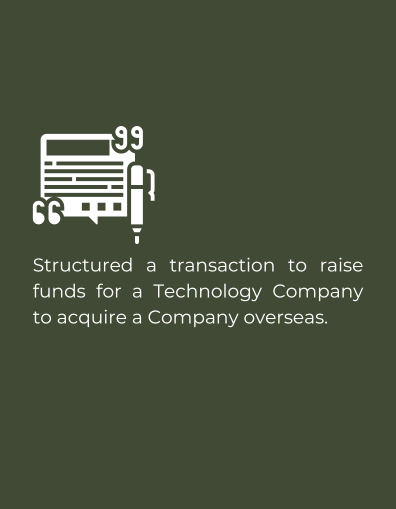 Structured a transaction to raise
funds for a Technology Company
to acquire a Company overseas.